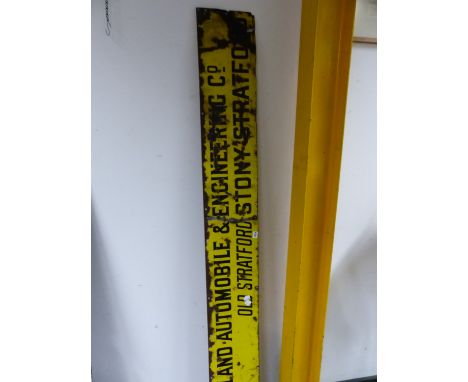 LAND·AUTOMOBILE & ENGINEERING Cº
OLD STRATFORD STONY·STRATFORD